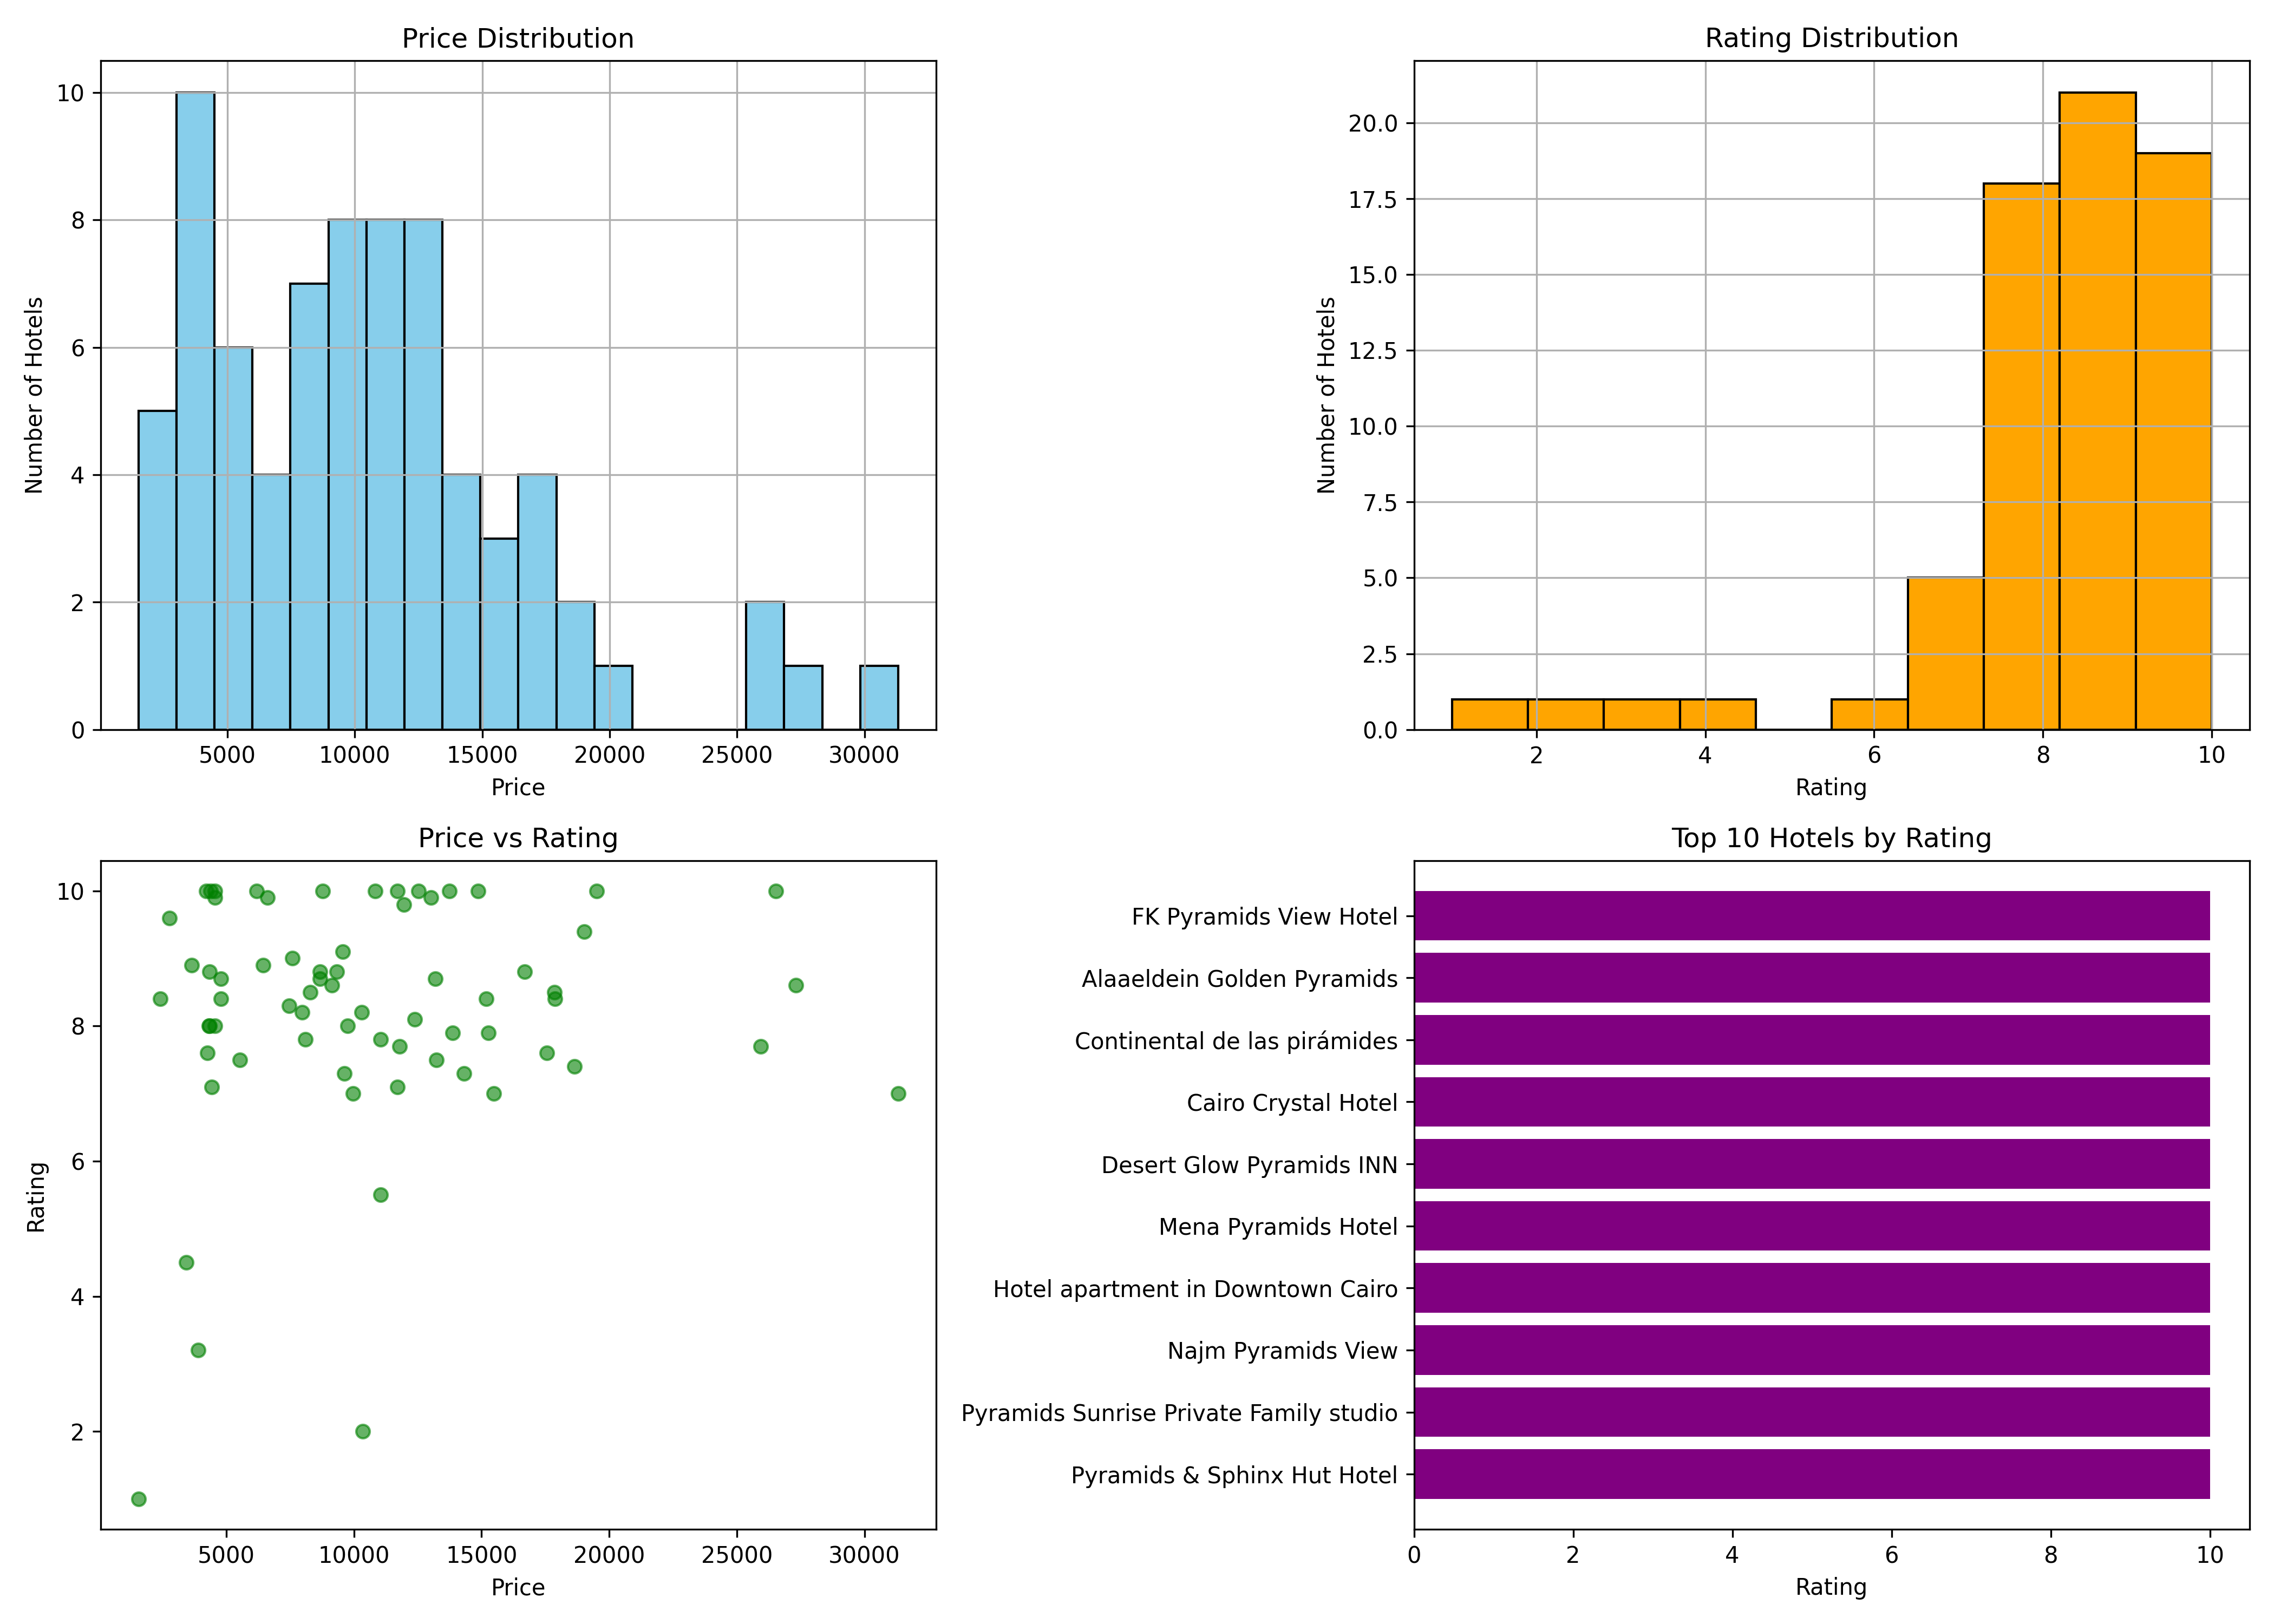 Price Distribution
Number of Hotels
10
8
6
4
2
0
5000 10000 15000 20000 25000 30000
Price
Rating Distribution
Number of Hotels
20.0
17.5
15.0
12.5
10.0
7.5
5.0
2.5
0.0
2 4 6 8 10
Rating
Price vs Rating
Rating
10
8
6
4
2
5000 10000 15000 20000 25000 30000
Price
Top 10 Hotels by Rating
FK Pyramids View Hotel
Alaaeldein Golden Pyramids
Continental de las pirámides
Cairo Crystal Hotel
Desert Glow Pyramids INN
Mena Pyramids Hotel
Hotel apartment in Downtown Cairo
Najm Pyramids View
Pyramids Sunrise Private Family studio
Pyramids & Sphinx Hut Hotel
0 2 4 6 8 10
Rating